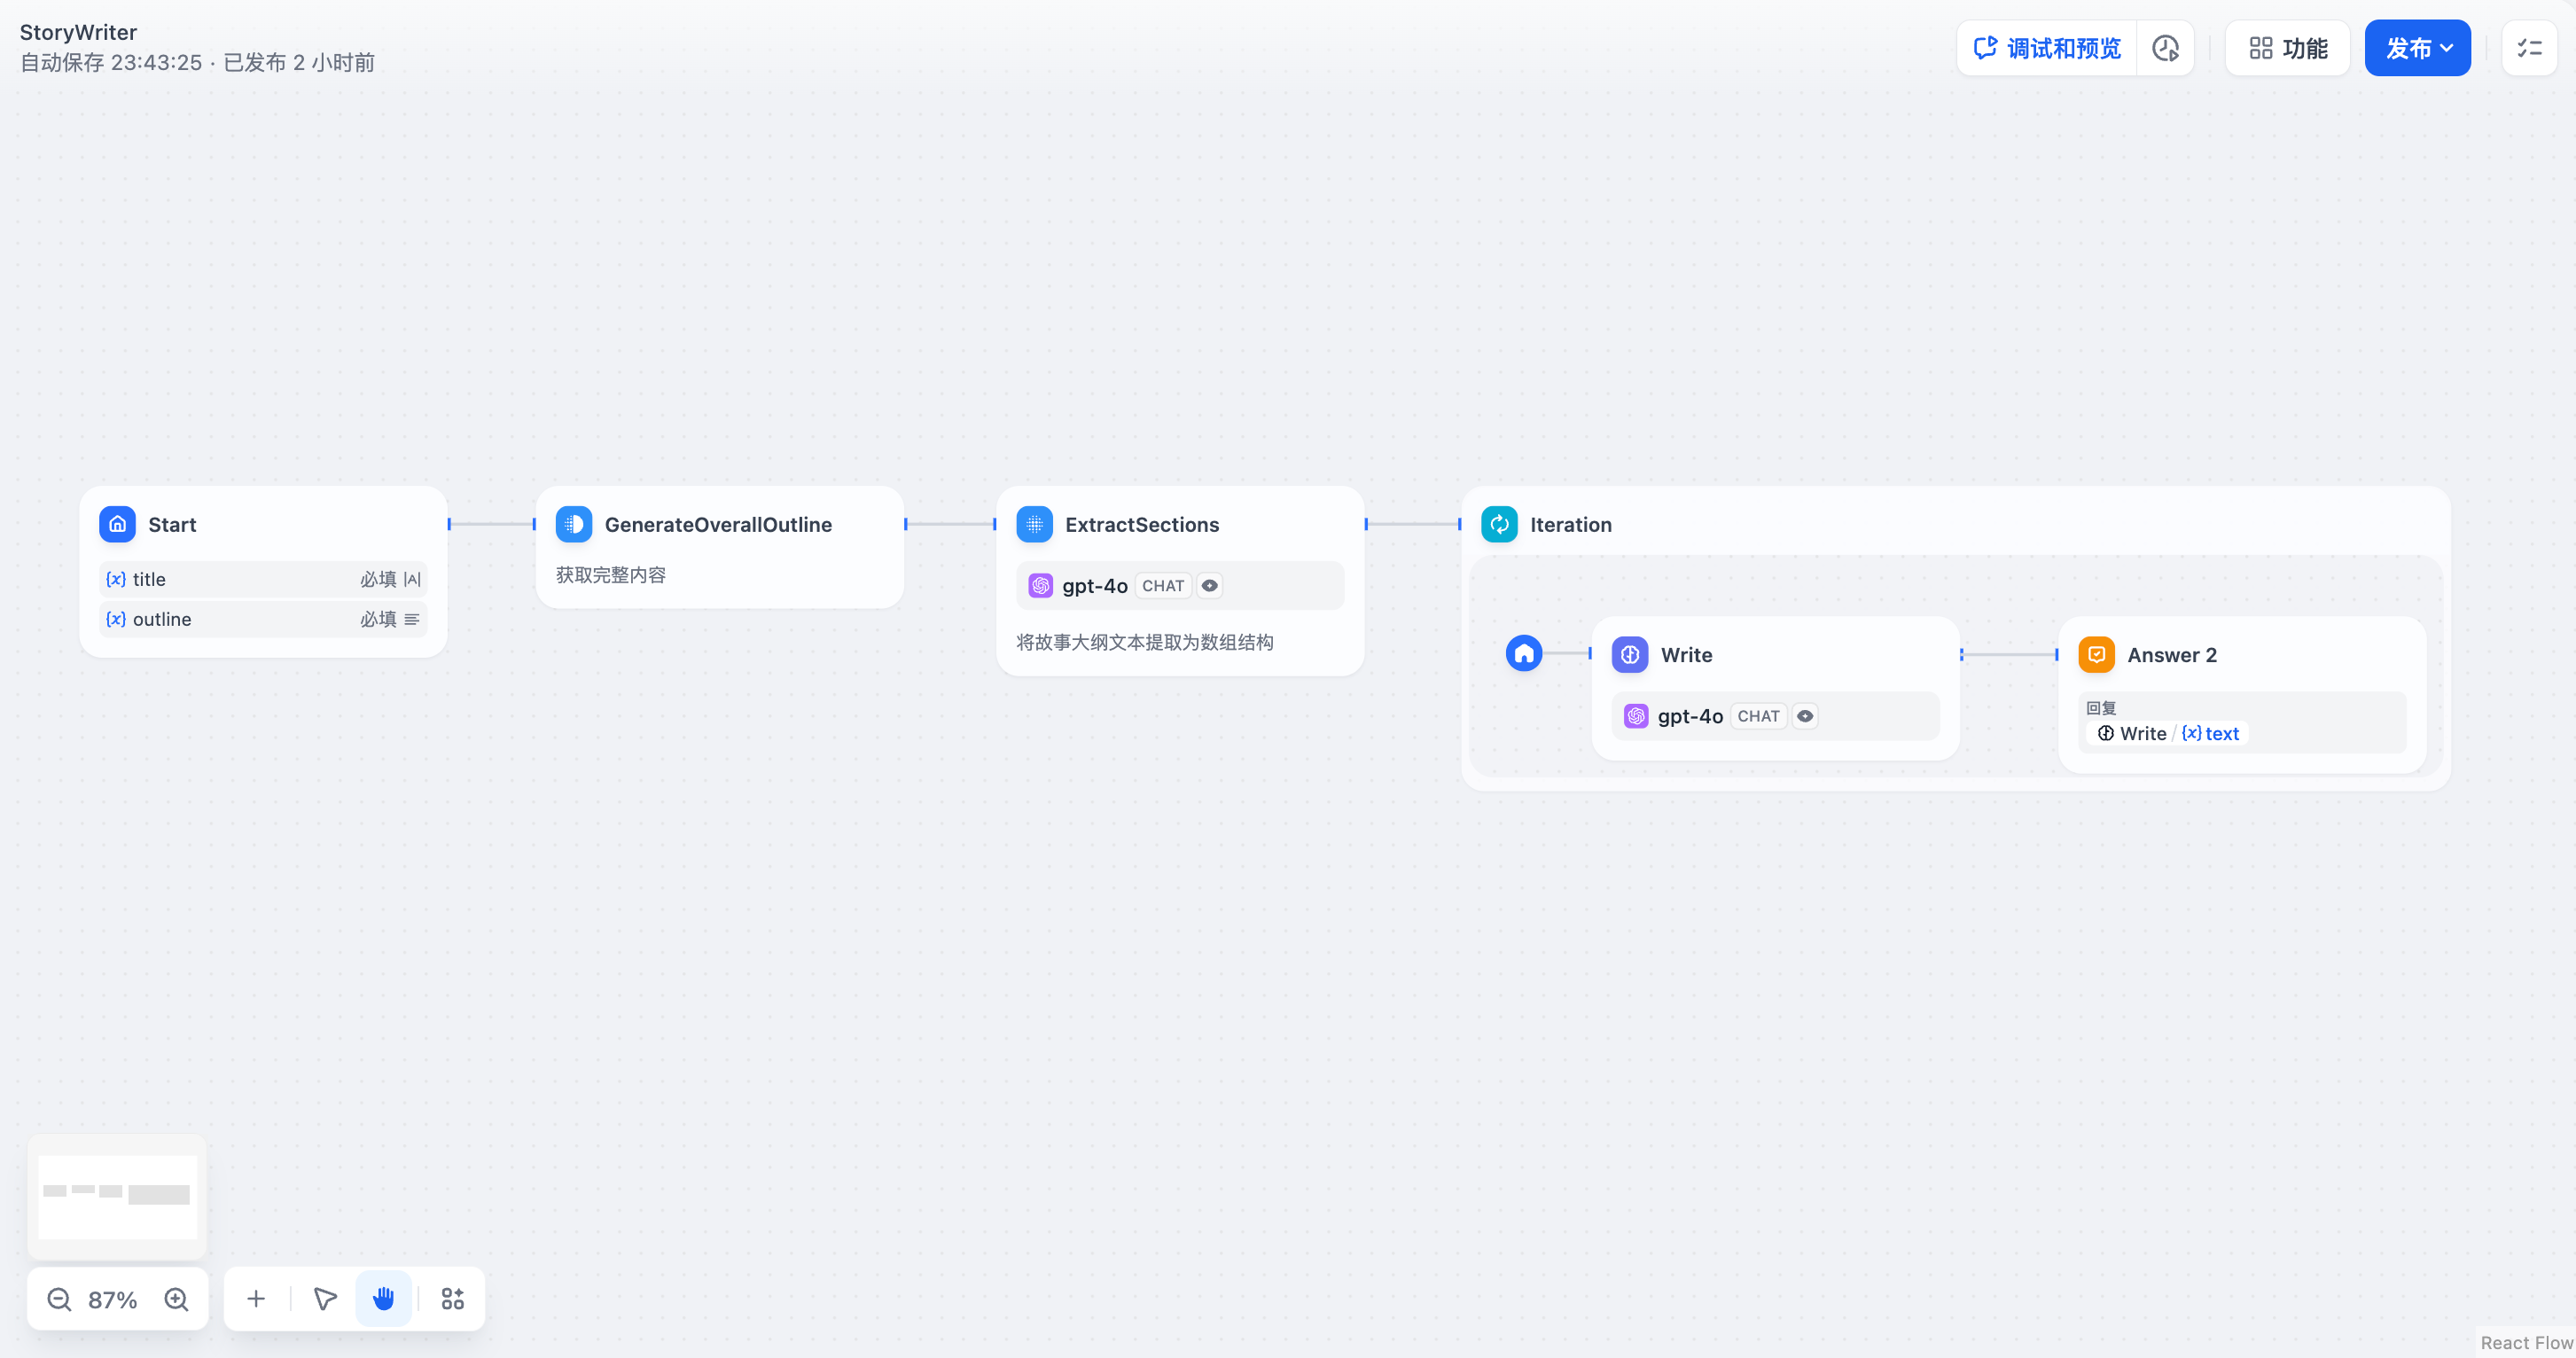 StoryWriter
自动保存 23:43:25 · 已发布 2 小时前
调试和预览
功能
发布
Start
{x} title 必填 |A|
{x} outline 必填
GenerateOverallOutline
获取完整内容
ExtractSections
gpt-4o CHAT
将故事大纲文本提取为数组结构
Iteration
Write
gpt-4o CHAT
Answer 2
回复
Write / {x} text
87%
React Flow